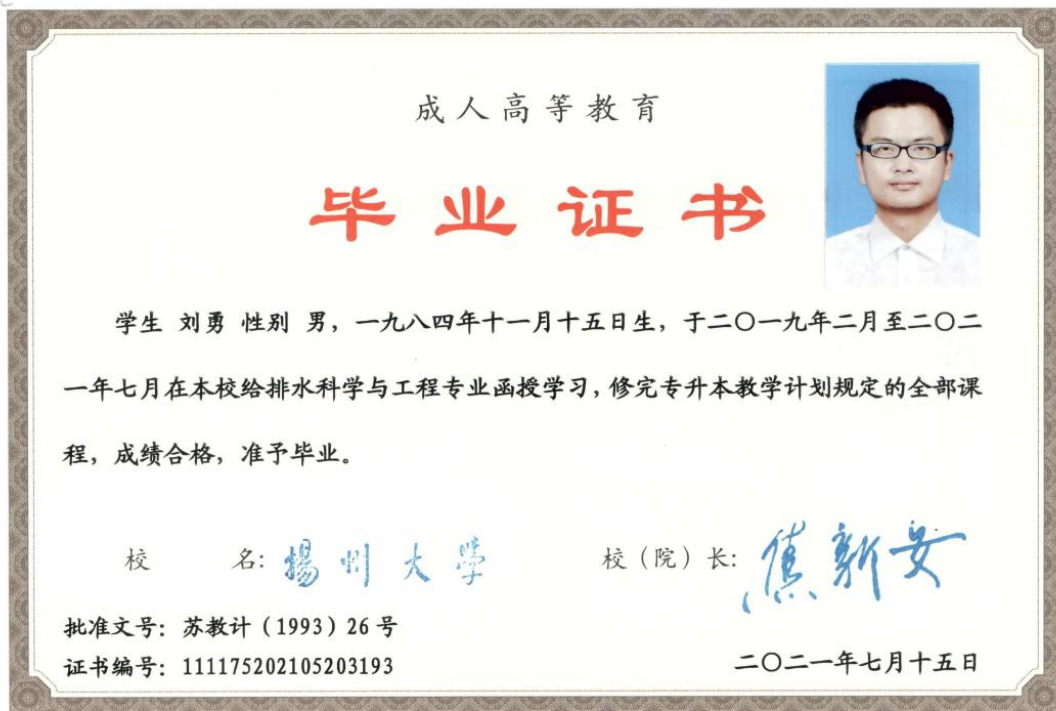 成人高等教育
毕业证书
学生 刘勇 性别 男，一九八四年十一月十五日生，于二〇一九年二月至二〇二
一年七月在本校给排水科学与工程专业函授学习，修完专升本教学计划规定的全部课
程，成绩合格，准予毕业。
校 名：揚州大學 校（院）长：焦新安
批准文号：苏教计（1993）26号
证书编号：111175202105203193 二〇二一年七月十五日